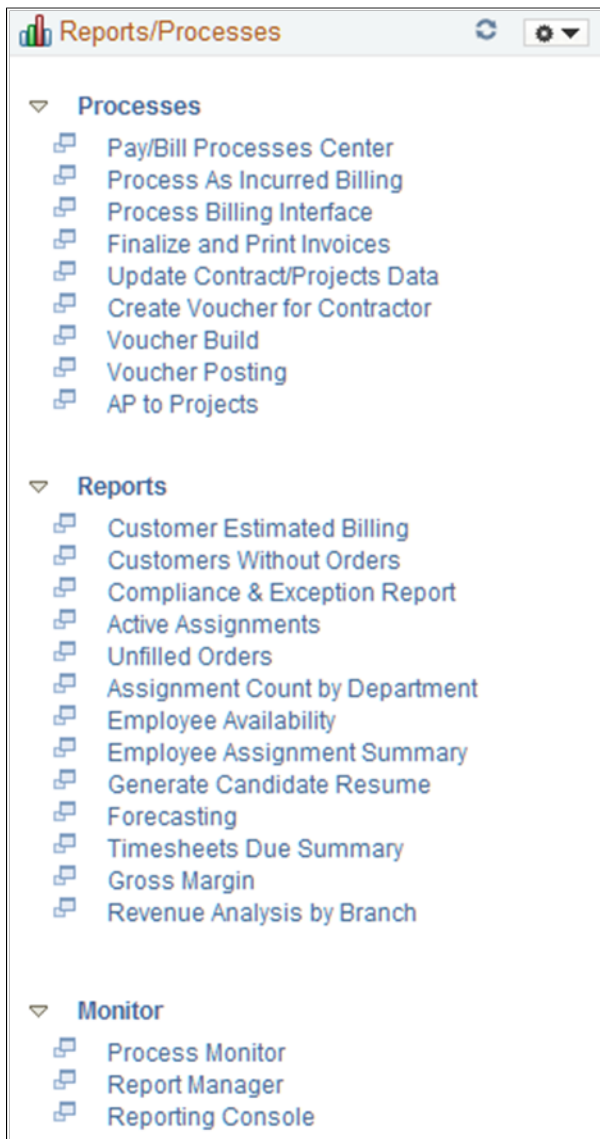 Reports/Processes
Processes
Pay/Bill Processes Center
Process As Incurred Billing
Process Billing Interface
Finalize and Print Invoices
Update Contract/Projects Data
Create Voucher for Contractor
Voucher Build
Voucher Posting
AP to Projects
Reports
Customer Estimated Billing
Customers Without Orders
Compliance & Exception Report
Active Assignments
Unfilled Orders
Assignment Count by Department
Employee Availability
Employee Assignment Summary
Generate Candidate Resume
Forecasting
Timesheets Due Summary
Gross Margin
Revenue Analysis by Branch
Monitor
Process Monitor
Report Manager
Reporting Console